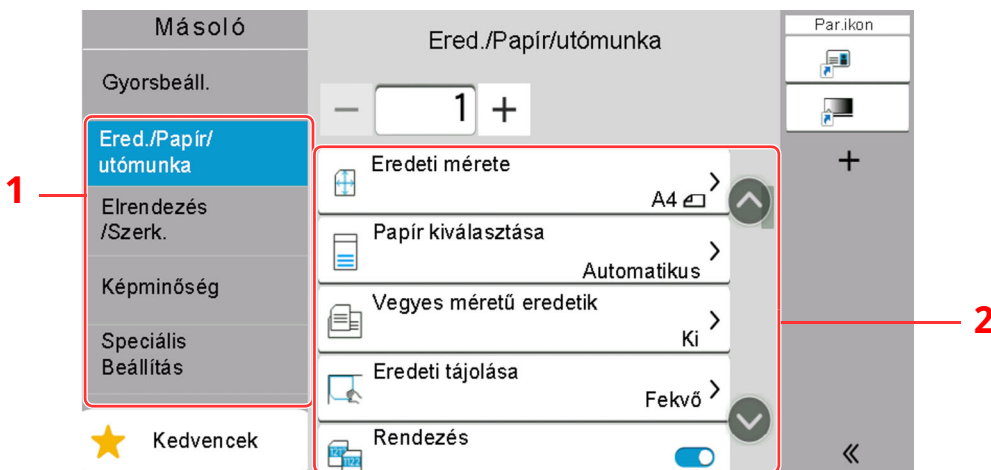 Másoló
Gyorsbeáll.
Ered./Papír/
utómunka
Elrendezés
/Szerk.
Képminőség
Speciális
Beállítás
Kedvencek
1
Ered./Papír/utómunka
1
Eredeti mérete
A4
Papír kiválasztása
Automatikus
Vegyes méretű eredetik
Ki
Eredeti tájolása
Fekvő
Rendezés
2
Par.ikon